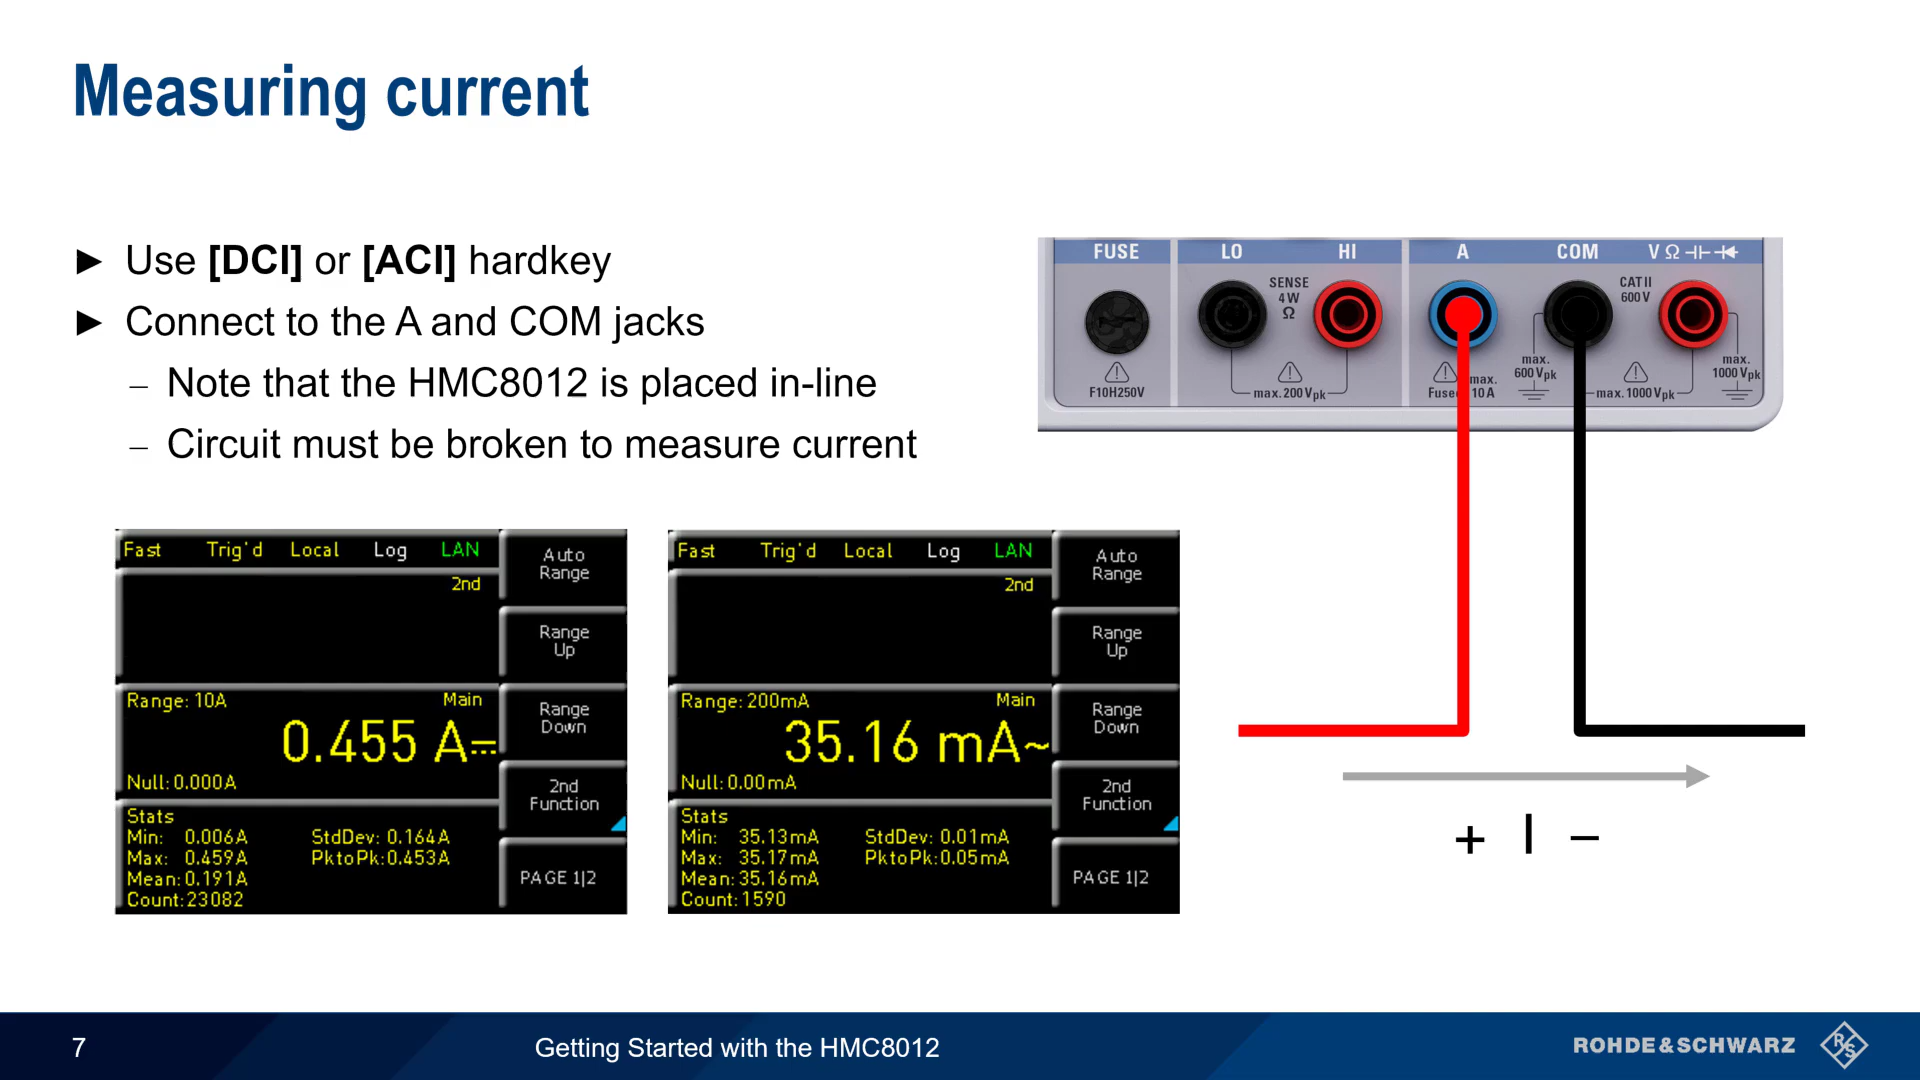 Measuring current
► Use [DCI] or [ACI] hardkey
► Connect to the A and COM jacks
– Note that the HMC8012 is placed in-line
– Circuit must be broken to measure current
FUSE
LO
HI
A
COM
V Ω
SENSE
4 W
Ω
CAT II
600 V
F10H250V
max. 200 Vpk
Fused
max.
10 A
max.
600 Vpk
max. 1000 Vpk
max.
1000 Vpk
Fast Trig'd Local Log LAN
2nd
Range: 10A Main
0.455 A
Null: 0.000A
Stats
Min: 0.006A StdDev: 0.164A
Max: 0.459A PktoPk: 0.453A
Mean: 0.191A
Count: 23082
Auto
Range
Range
Up
Range
Down
2nd
Function
PAGE 1|2
Fast Trig'd Local Log LAN
2nd
Range: 200mA Main
35.16 mA~
Null: 0.00mA
Stats
Min: 35.13mA StdDev: 0.01mA
Max: 35.17mA PktoPk: 0.05mA
Mean: 35.16mA
Count: 1590
Auto
Range
Range
Up
Range
Down
2nd
Function
PAGE 1|2
+ I –
7
Getting Started with the HMC8012
ROHDE&SCHWARZ
R&S